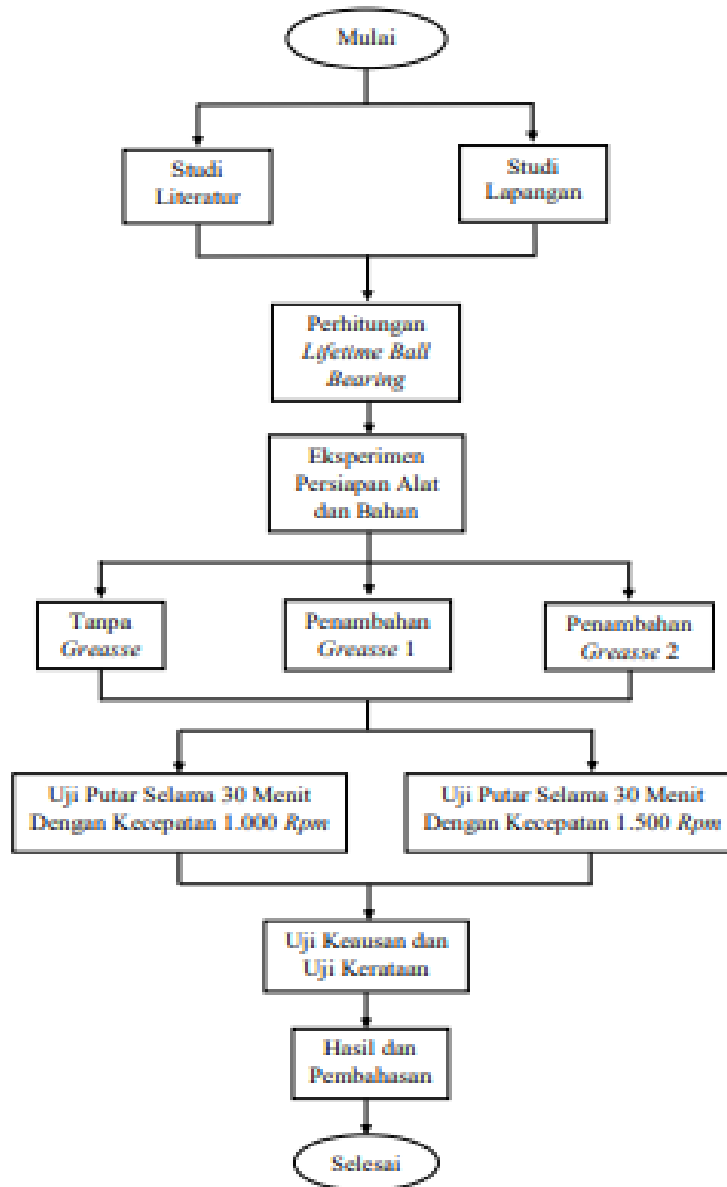 Mulai
Studi
Literatur
Studi
Lapangan
Perhitungan
Lifetime Ball
Bearing
Eksperimen
Persiapan Alat
dan Bahan
Tanpa
Greasse
Penambahan
Greasse 1
Penambahan
Greasse 2
Uji Putar Selama 30 Menit
Dengan Kecepatan 1.000 Rpm
Uji Putar Selama 30 Menit
Dengan Kecepatan 1.500 Rpm
Uji Keausan dan
Uji Kerataan
Hasil dan
Pembahasan
Selesai